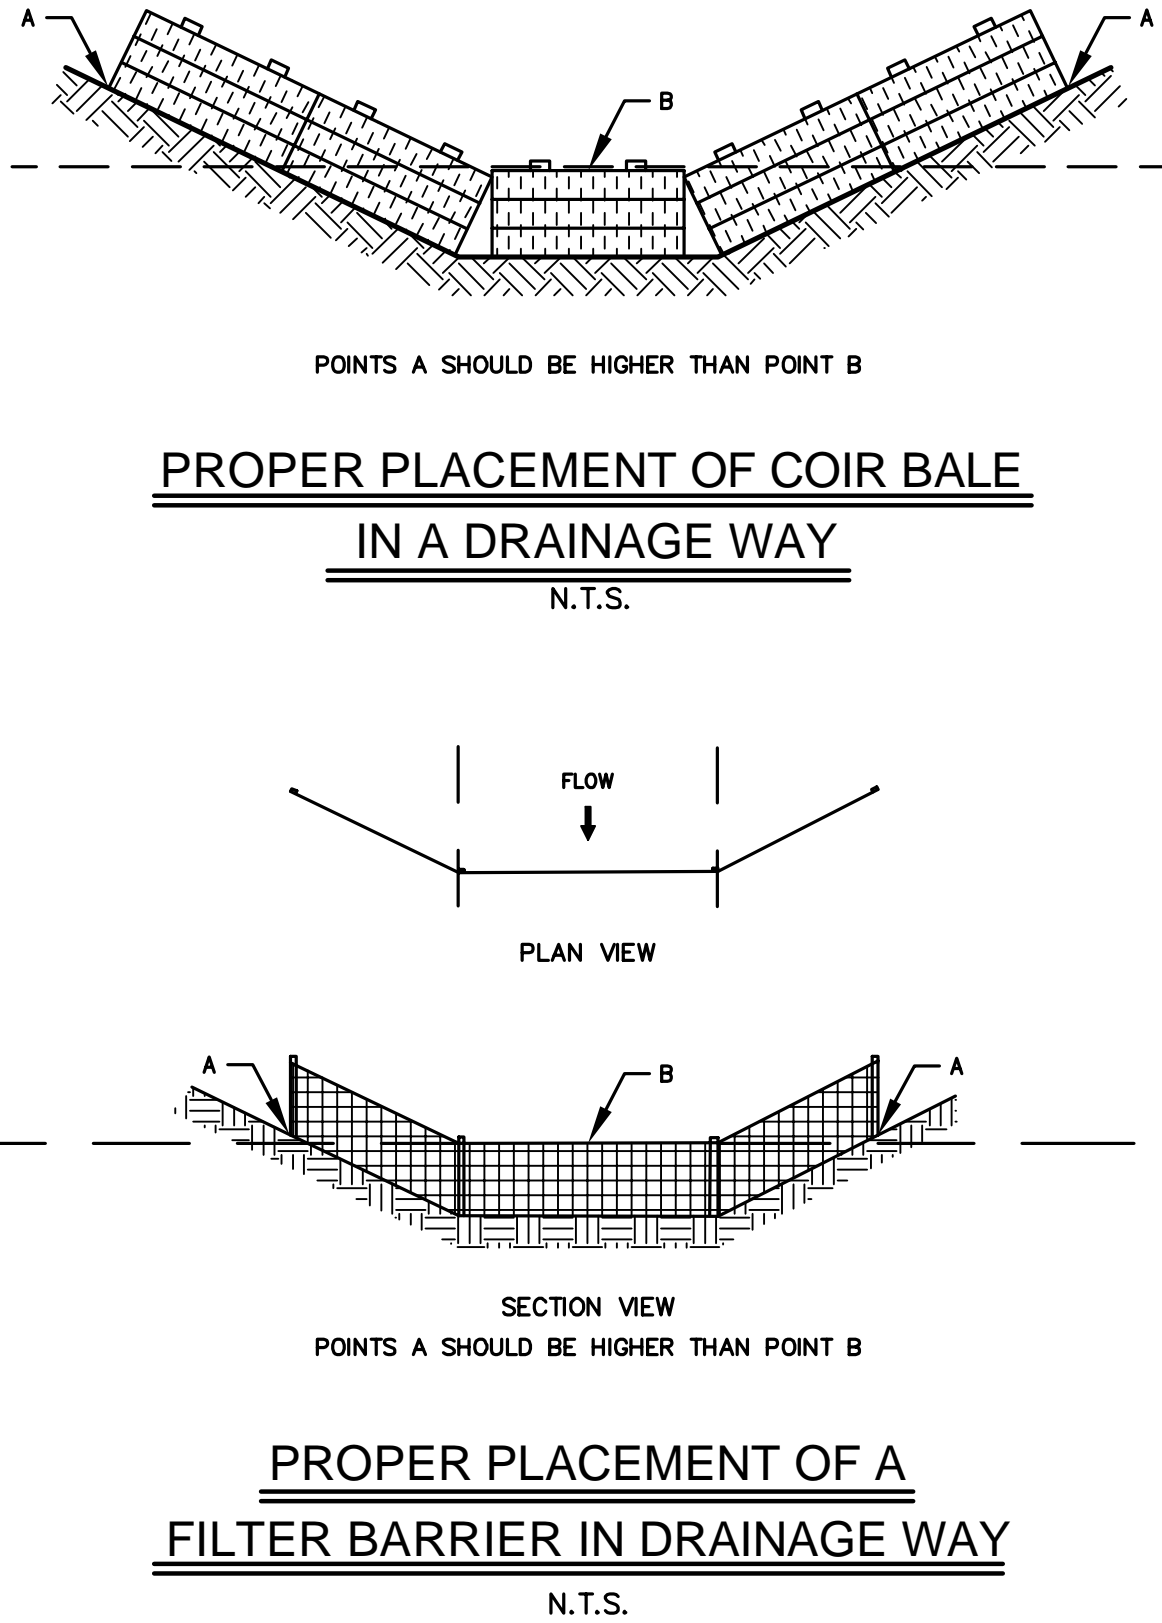 A
A
B
POINTS A SHOULD BE HIGHER THAN POINT B
PROPER PLACEMENT OF COIR BALE
IN A DRAINAGE WAY
N.T.S.
FLOW
PLAN VIEW
A
B
A
SECTION VIEW
POINTS A SHOULD BE HIGHER THAN POINT B
PROPER PLACEMENT OF A
FILTER BARRIER IN DRAINAGE WAY
N.T.S.